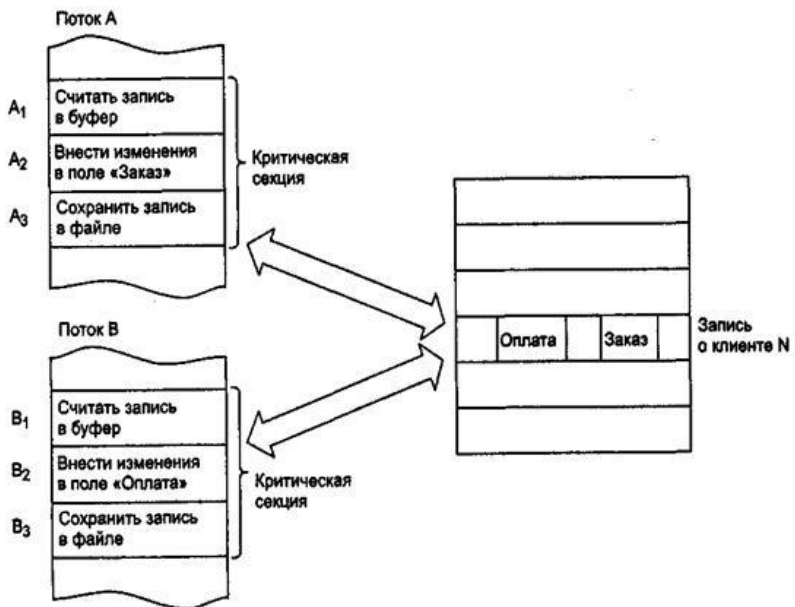 Поток А
A1
Считать запись
в буфер
A2
Внести изменения
в поле «Заказ»
A3
Сохранить запись
в файле
Критическая
секция
Поток В
B1
Считать запись
в буфер
B2
Внести изменения
в поле «Оплата»
B3
Сохранить запись
в файле
Критическая
секция
Оплата
Заказ
Запись
о клиенте N